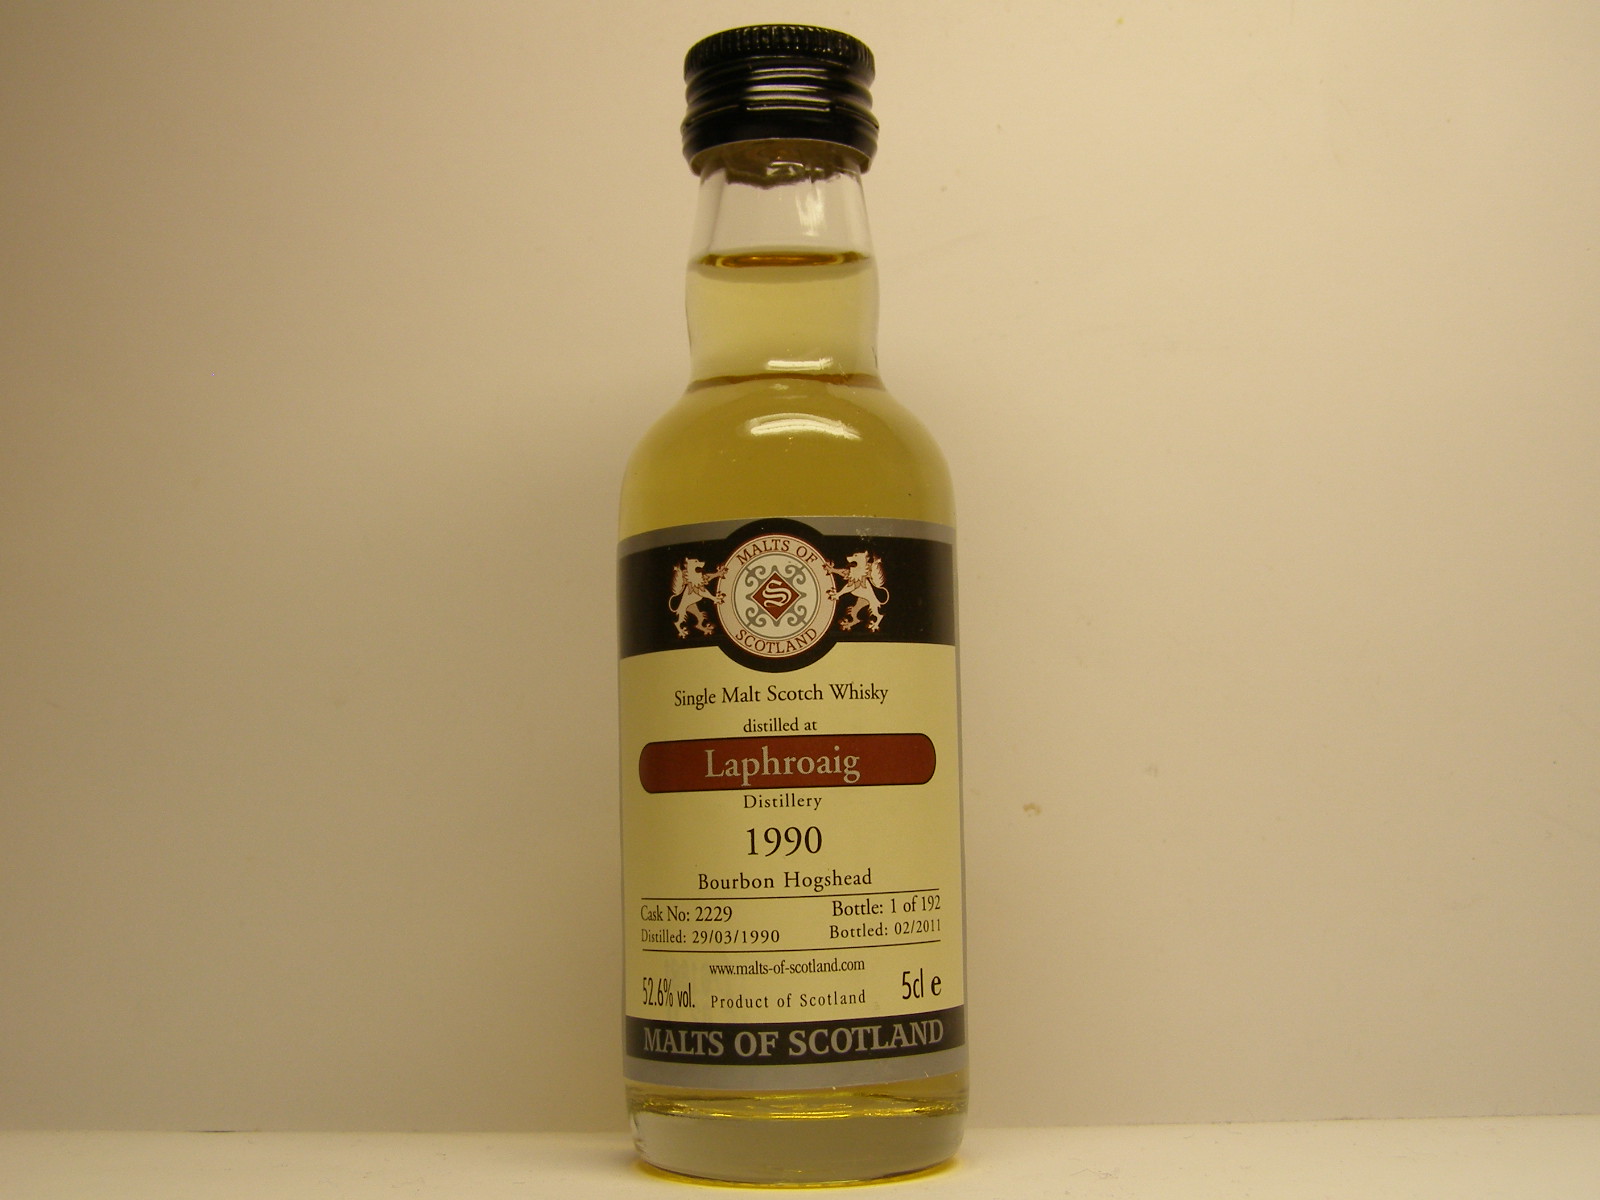 MALTS OF
S
SCOTLAND
Single Malt Scotch Whisky
distilled at
Laphroaig
Distillery
1990
Bourbon Hogshead
Cask No: 2229 Bottle: 1 of 192
Distilled: 29/03/1990 Bottled: 02/2011
www.malts-of-scotland.com
52.6% vol. Product of Scotland 5cl e
MALTS OF SCOTLAND